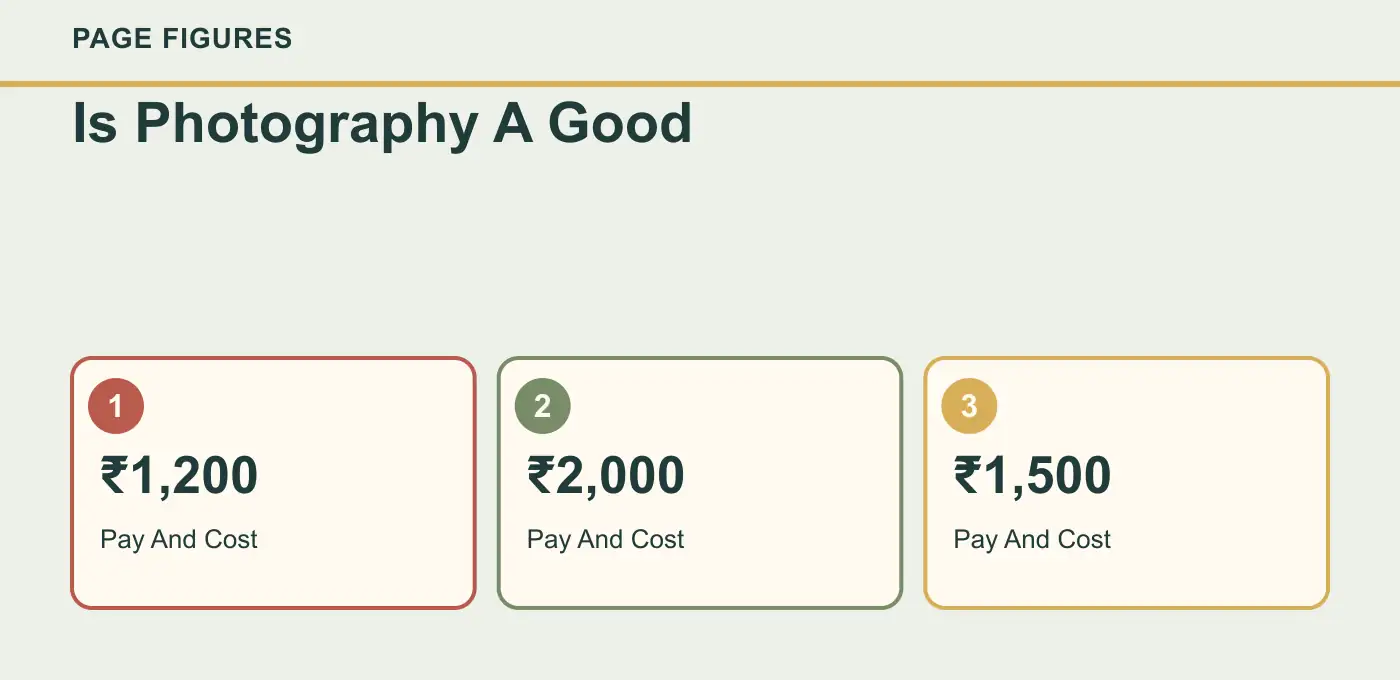 PAGE FIGURES
Is Photography A Good
1
₹1,200
Pay And Cost
2
₹2,000
Pay And Cost
3
₹1,500
Pay And Cost